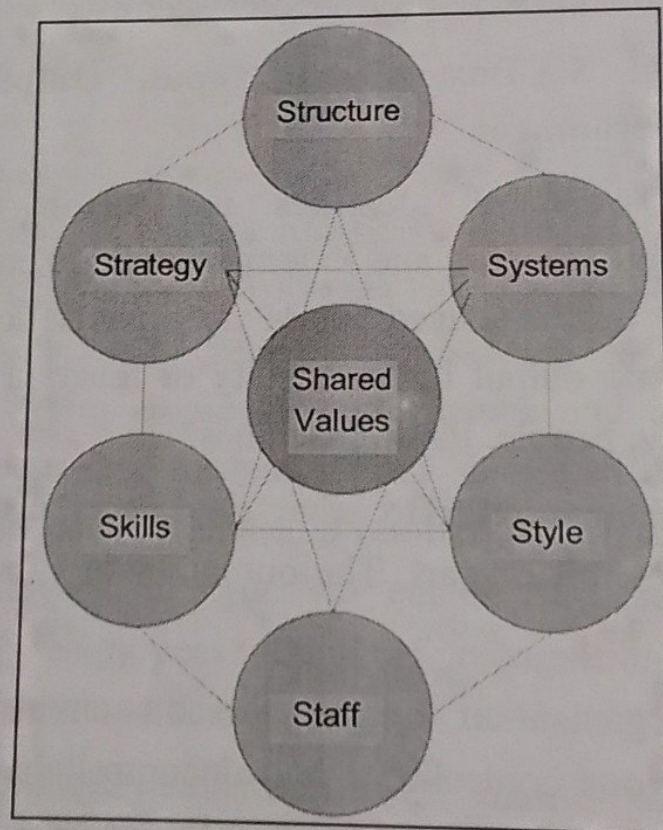 Structure
Strategy
Systems
Shared
Values
Skills
Style
Staff